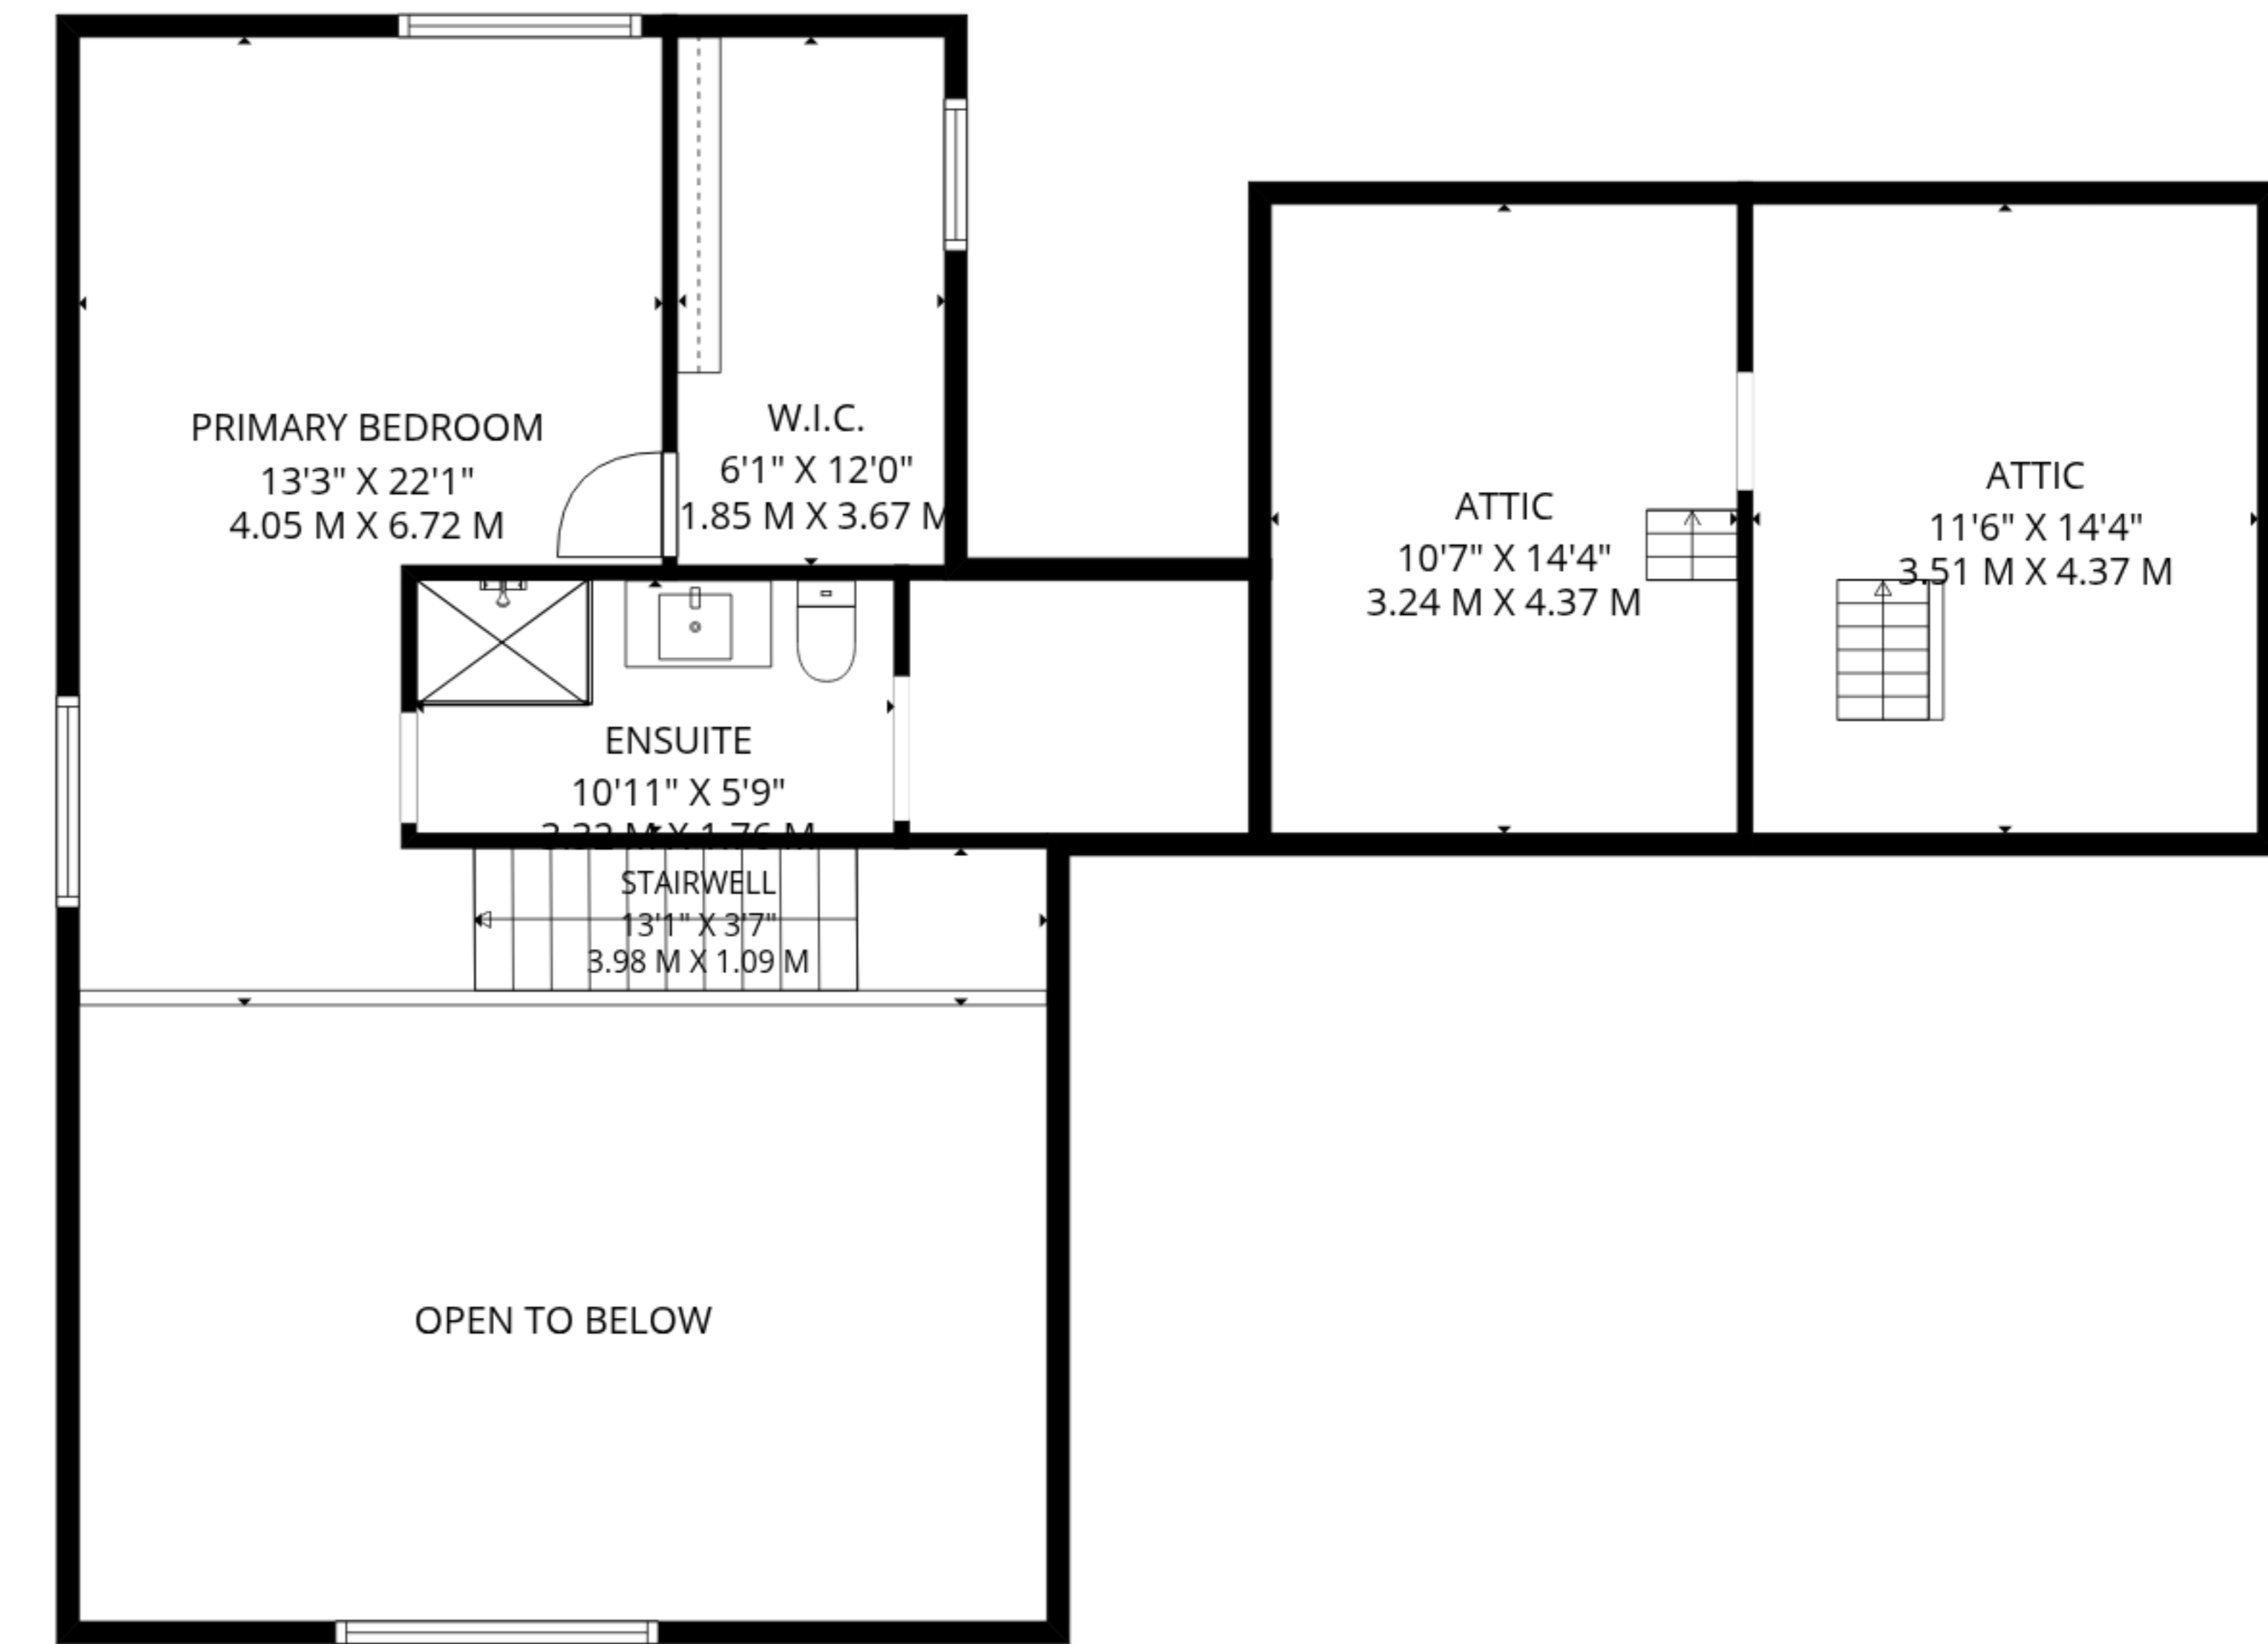 PRIMARY BEDROOM
13'3" X 22'1"
4.05 M X 6.72 M
W.I.C.
6'1" X 12'0"
1.85 M X 3.67 M
ATTIC
10'7" X 14'4"
3.24 M X 4.37 M
ATTIC
11'6" X 14'4"
3.51 M X 4.37 M
ENSUITE
10'11" X 5'9"
M X 1.76 M
STAIRWELL
13'1" X 3'7"
3.98 M X 1.09 M
OPEN TO BELOW